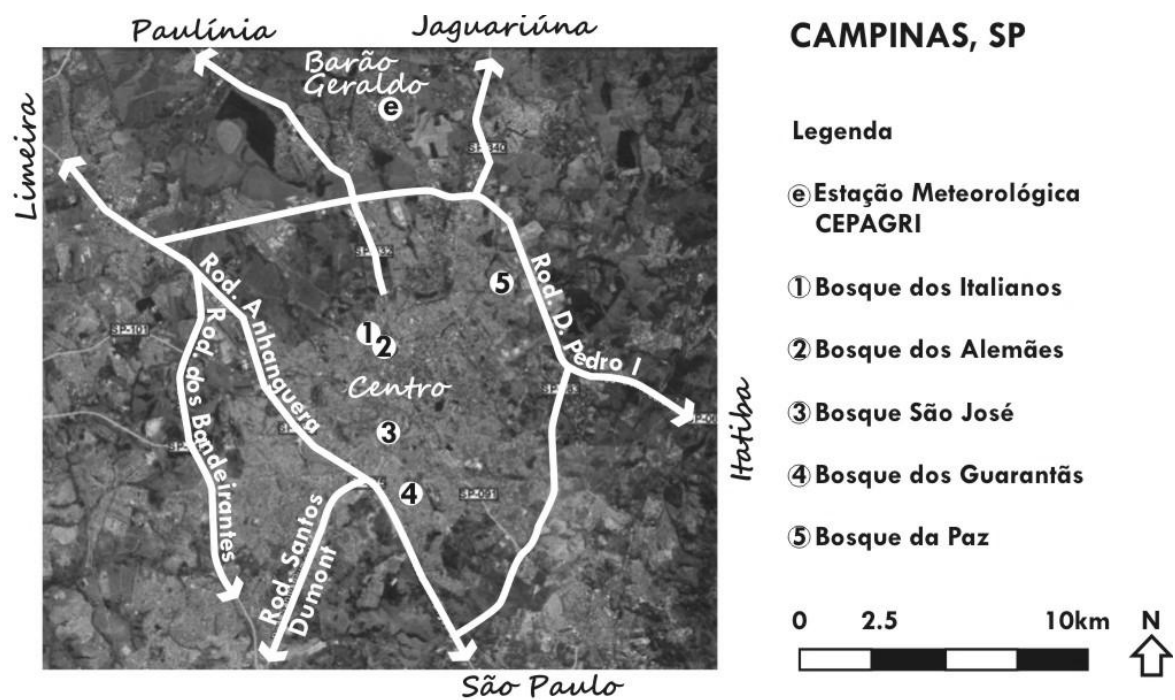 Paulínia
Jaguariúna
Barão
Geraldo
e
Limeira
SP-101
Rod. Anhanguera
Rod. dos Bandeirantes
Rod. D. Pedro I
5
1
2
Centro
3
4
SP-091
Rod. Santos
Dumont
Itatiba
São Paulo
CAMPINAS, SP
Legenda
e Estação Meteorológica
CEPAGRI
1 Bosque dos Italianos
2 Bosque dos Alemães
3 Bosque São José
4 Bosque dos Guarantãs
5 Bosque da Paz
0 2.5 10km N